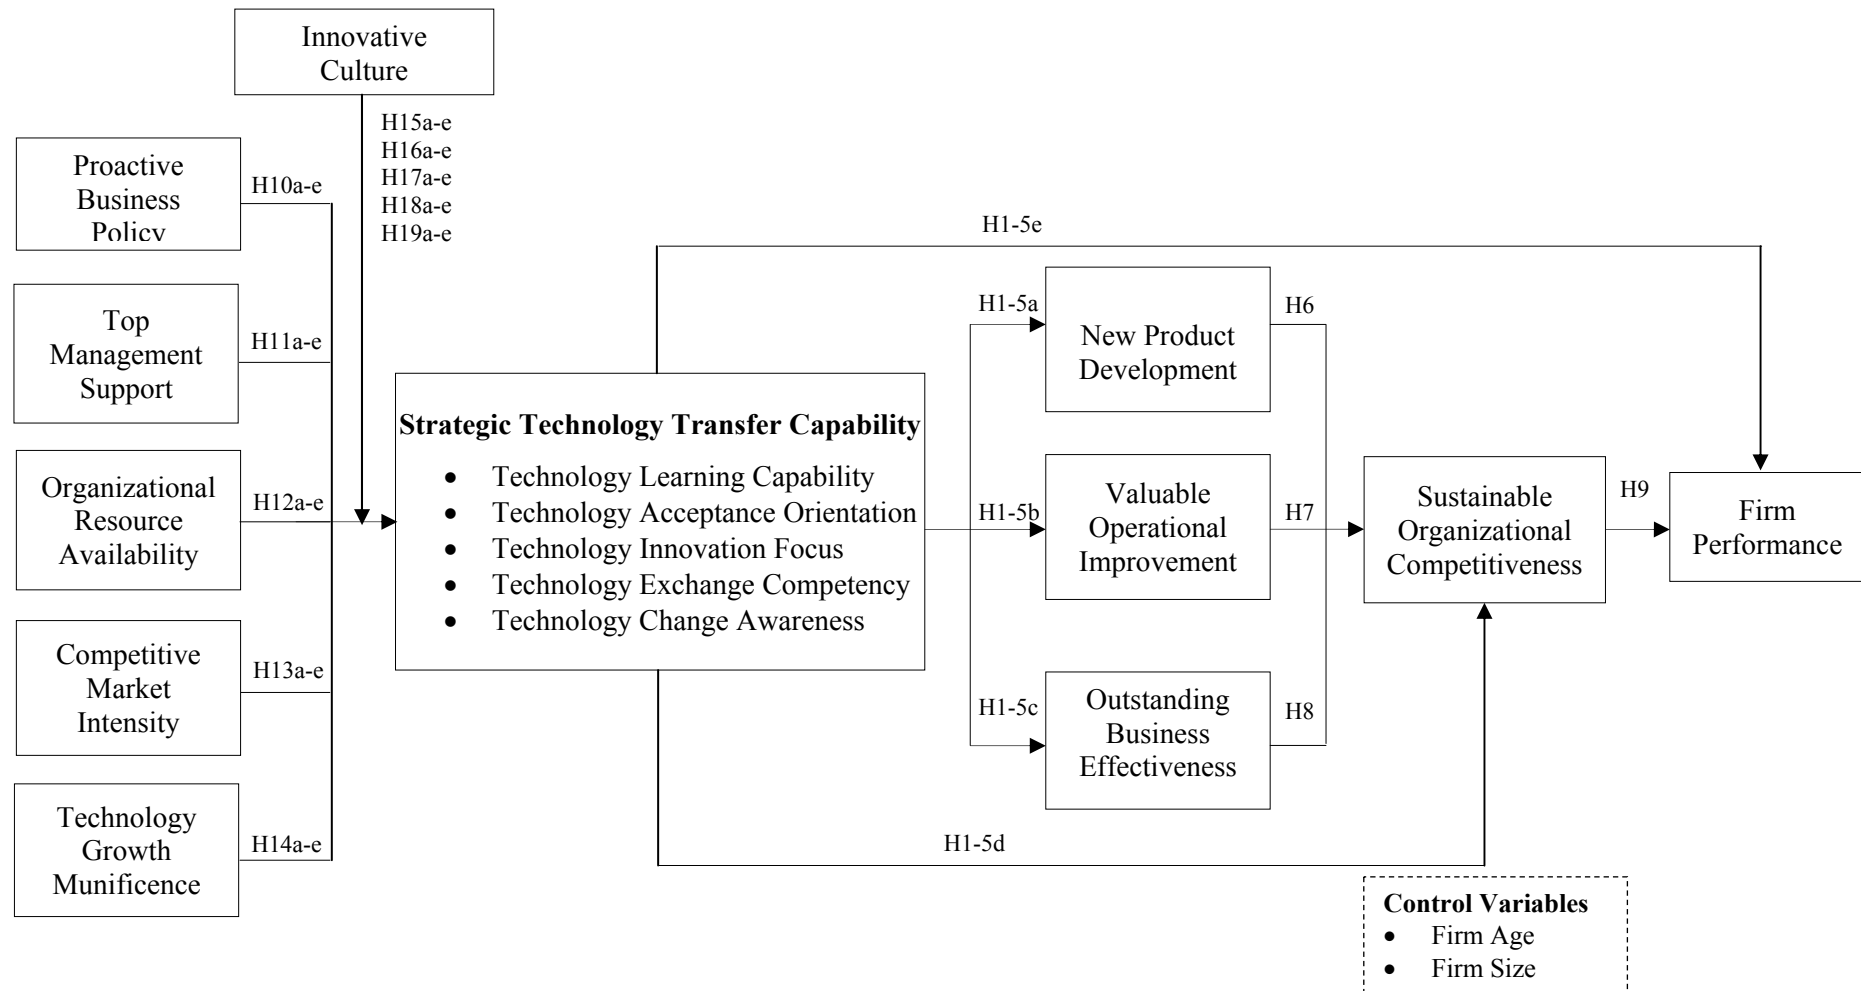 Innovative
Culture
H15a-e
H16a-e
H17a-e
H18a-e
H19a-e
Proactive
Business
Policy
H10a-e
Top
Management
Support
H11a-e
Organizational
Resource
Availability
H12a-e
Competitive
Market
Intensity
H13a-e
Technology
Growth
Munificence
H14a-e
Strategic Technology Transfer Capability
• Technology Learning Capability
• Technology Acceptance Orientation
• Technology Innovation Focus
• Technology Exchange Competency
• Technology Change Awareness
H1-5e
H1-5a
New Product
Development
H6
H1-5b
Valuable
Operational
Improvement
H7
H1-5c
Outstanding
Business
Effectiveness
H8
H1-5d
Sustainable
Organizational
Competitiveness
H9
Firm
Performance
Control Variables
• Firm Age
• Firm Size